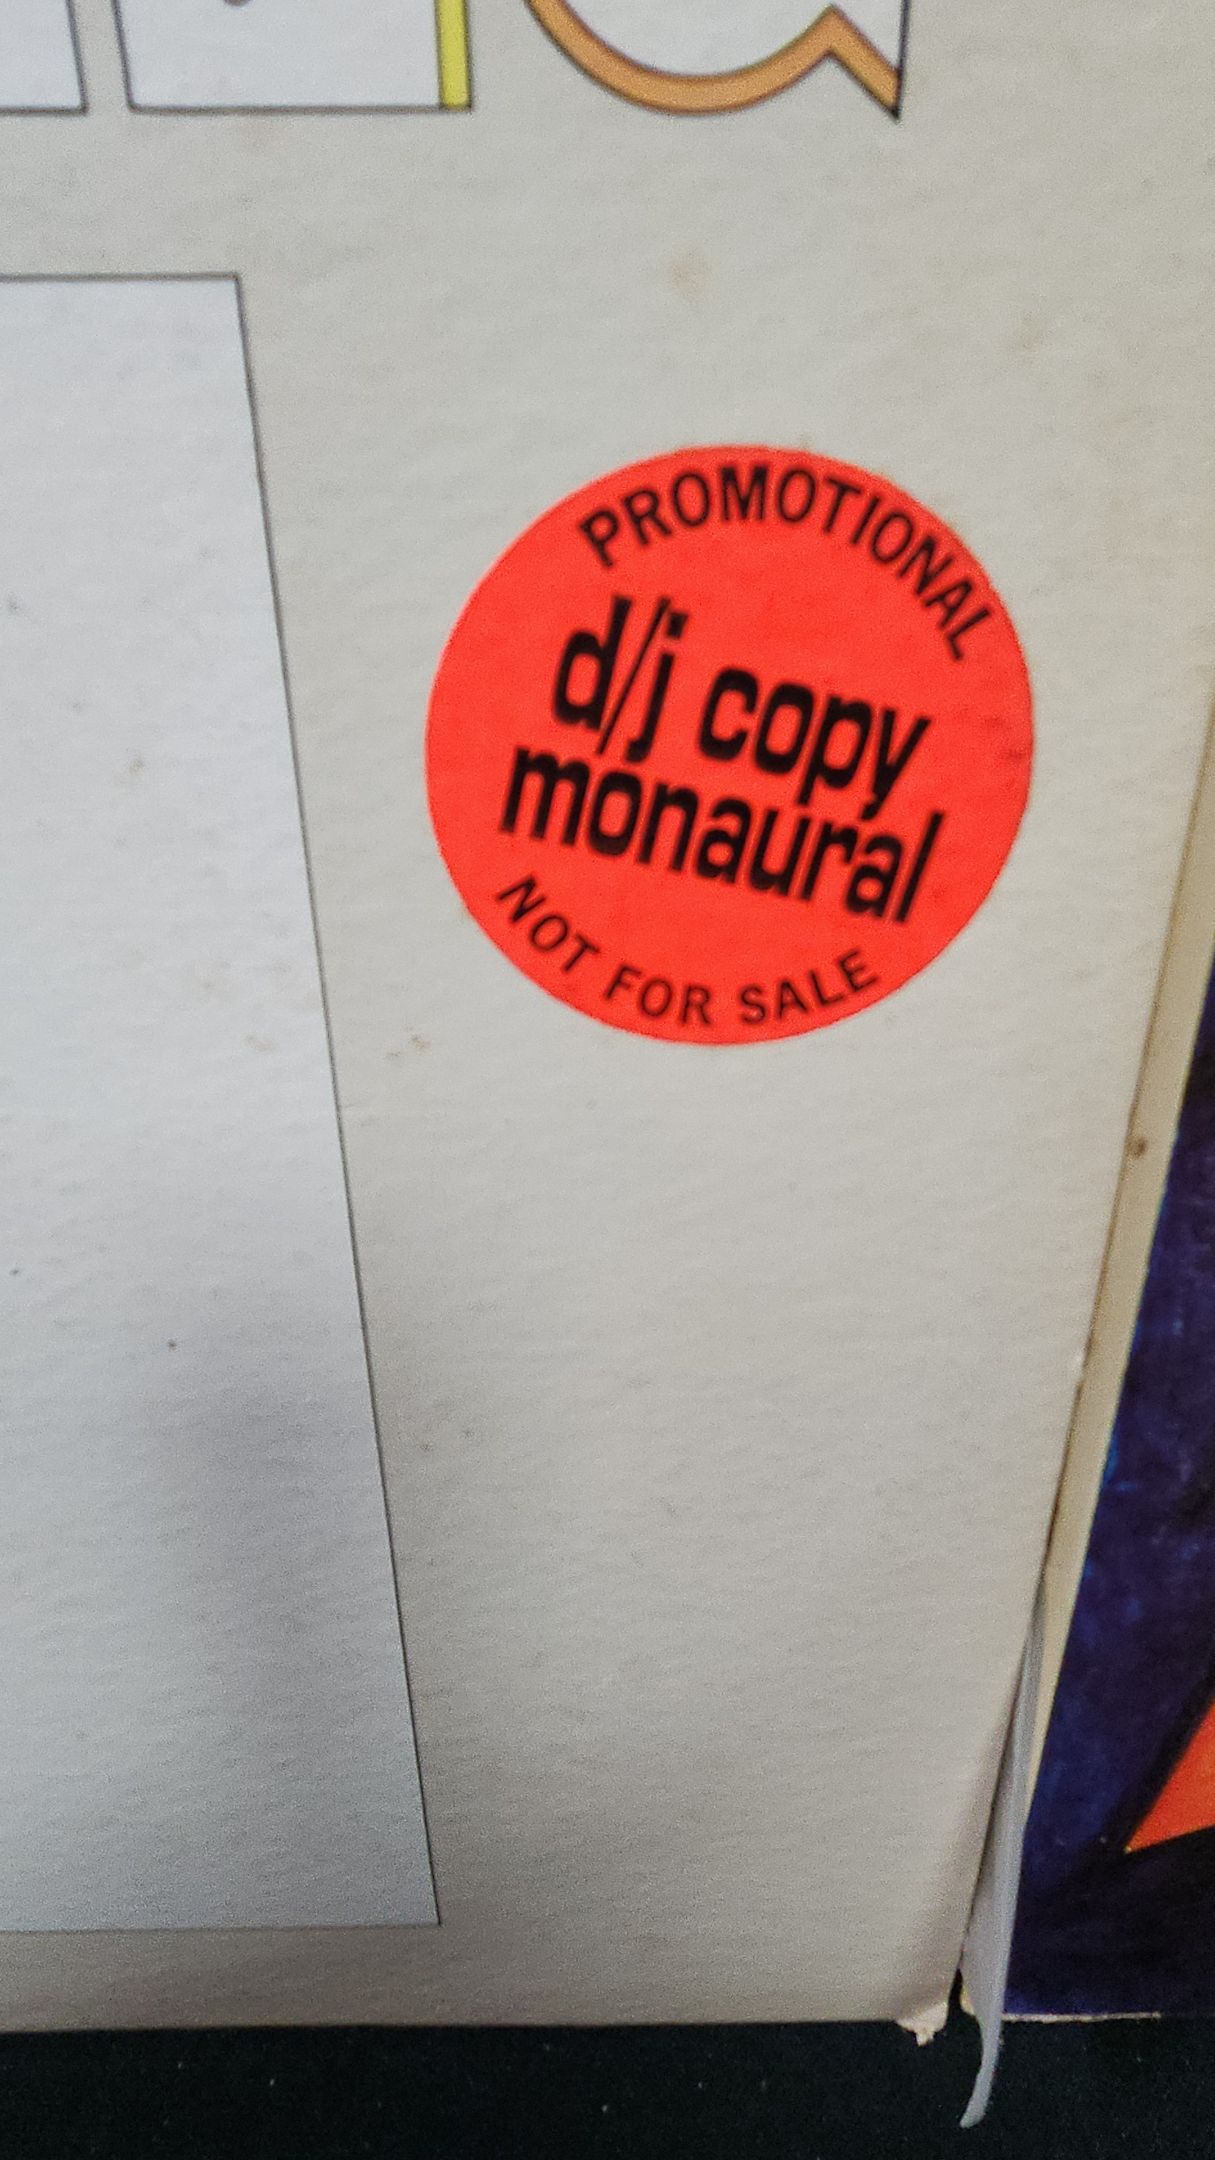 PROMOTIONAL
d/j copy
monaural
NOT FOR SALE